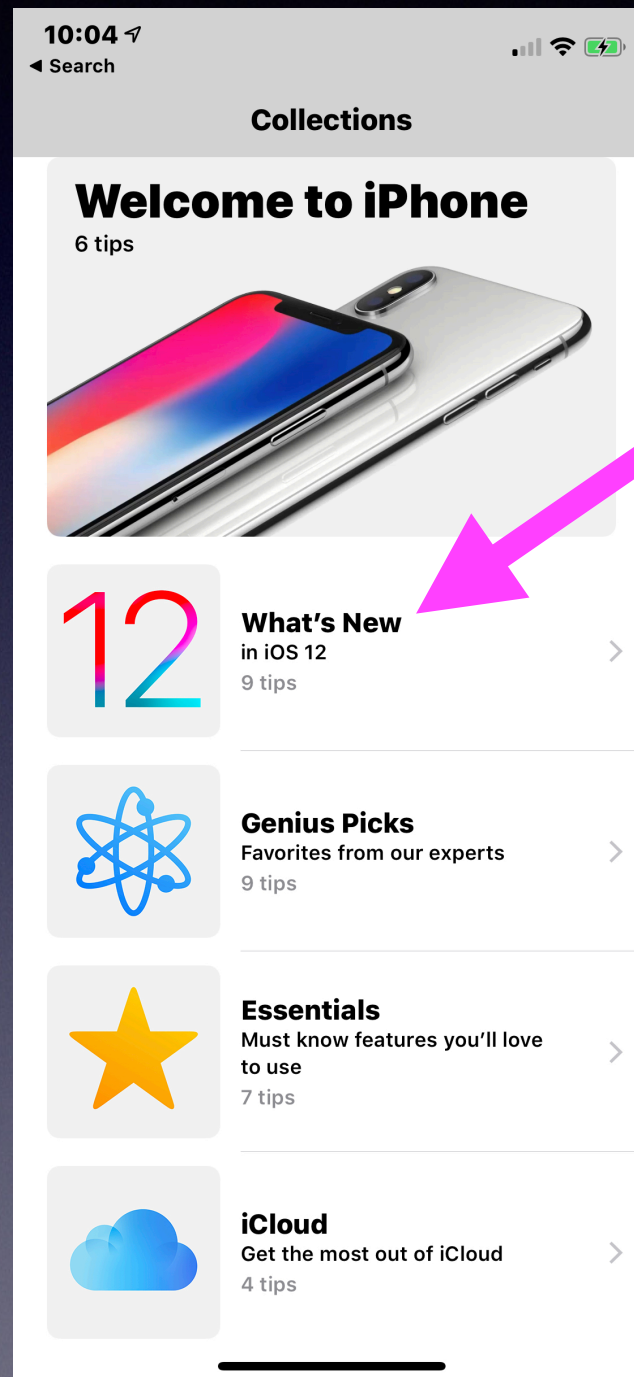 10:04
◀ Search
Collections
Welcome to iPhone
6 tips
12
What’s New
in iOS 12
9 tips
Genius Picks
Favorites from our experts
9 tips
Essentials
Must know features you’ll love
to use
7 tips
iCloud
Get the most out of iCloud
4 tips